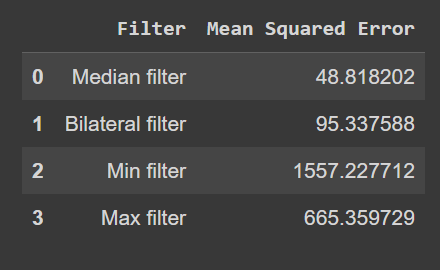 Filter Mean Squared Error
0 Median filter 48.818202
1 Bilateral filter 95.337588
2 Min filter 1557.227712
3 Max filter 665.359729